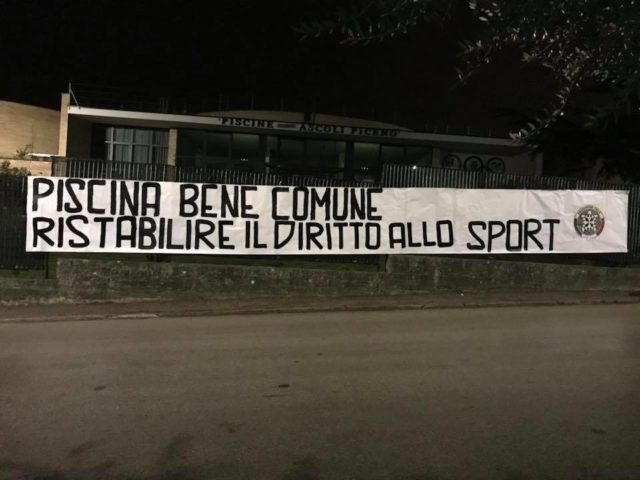 PISCINE ASCOLI PICENO
PISCINA BENE COMUNE
RISTABILIRE IL DIRITTO ALLO SPORT